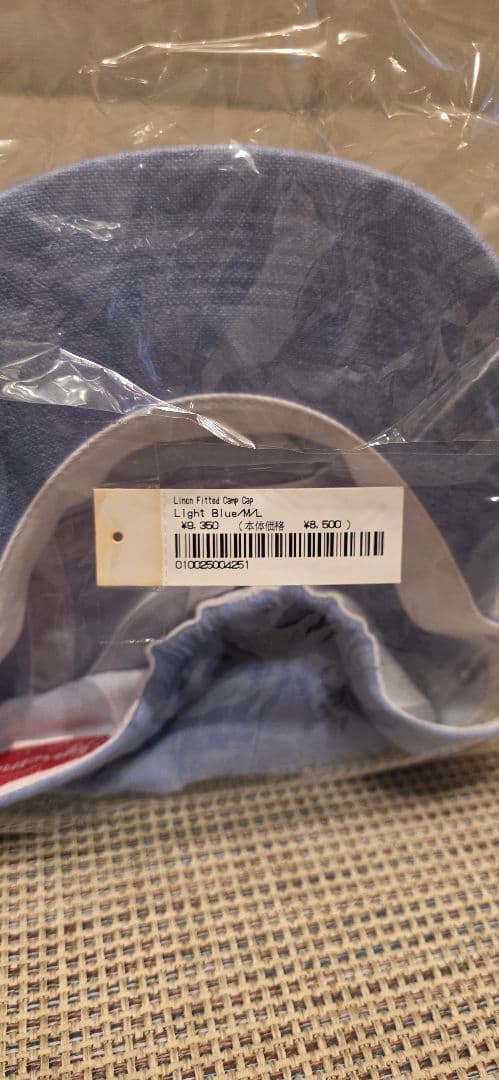 Linen Fitted Camp Cap
Light Blue/M/L
¥9,350 (本体価格 ¥8,500)
010025004251